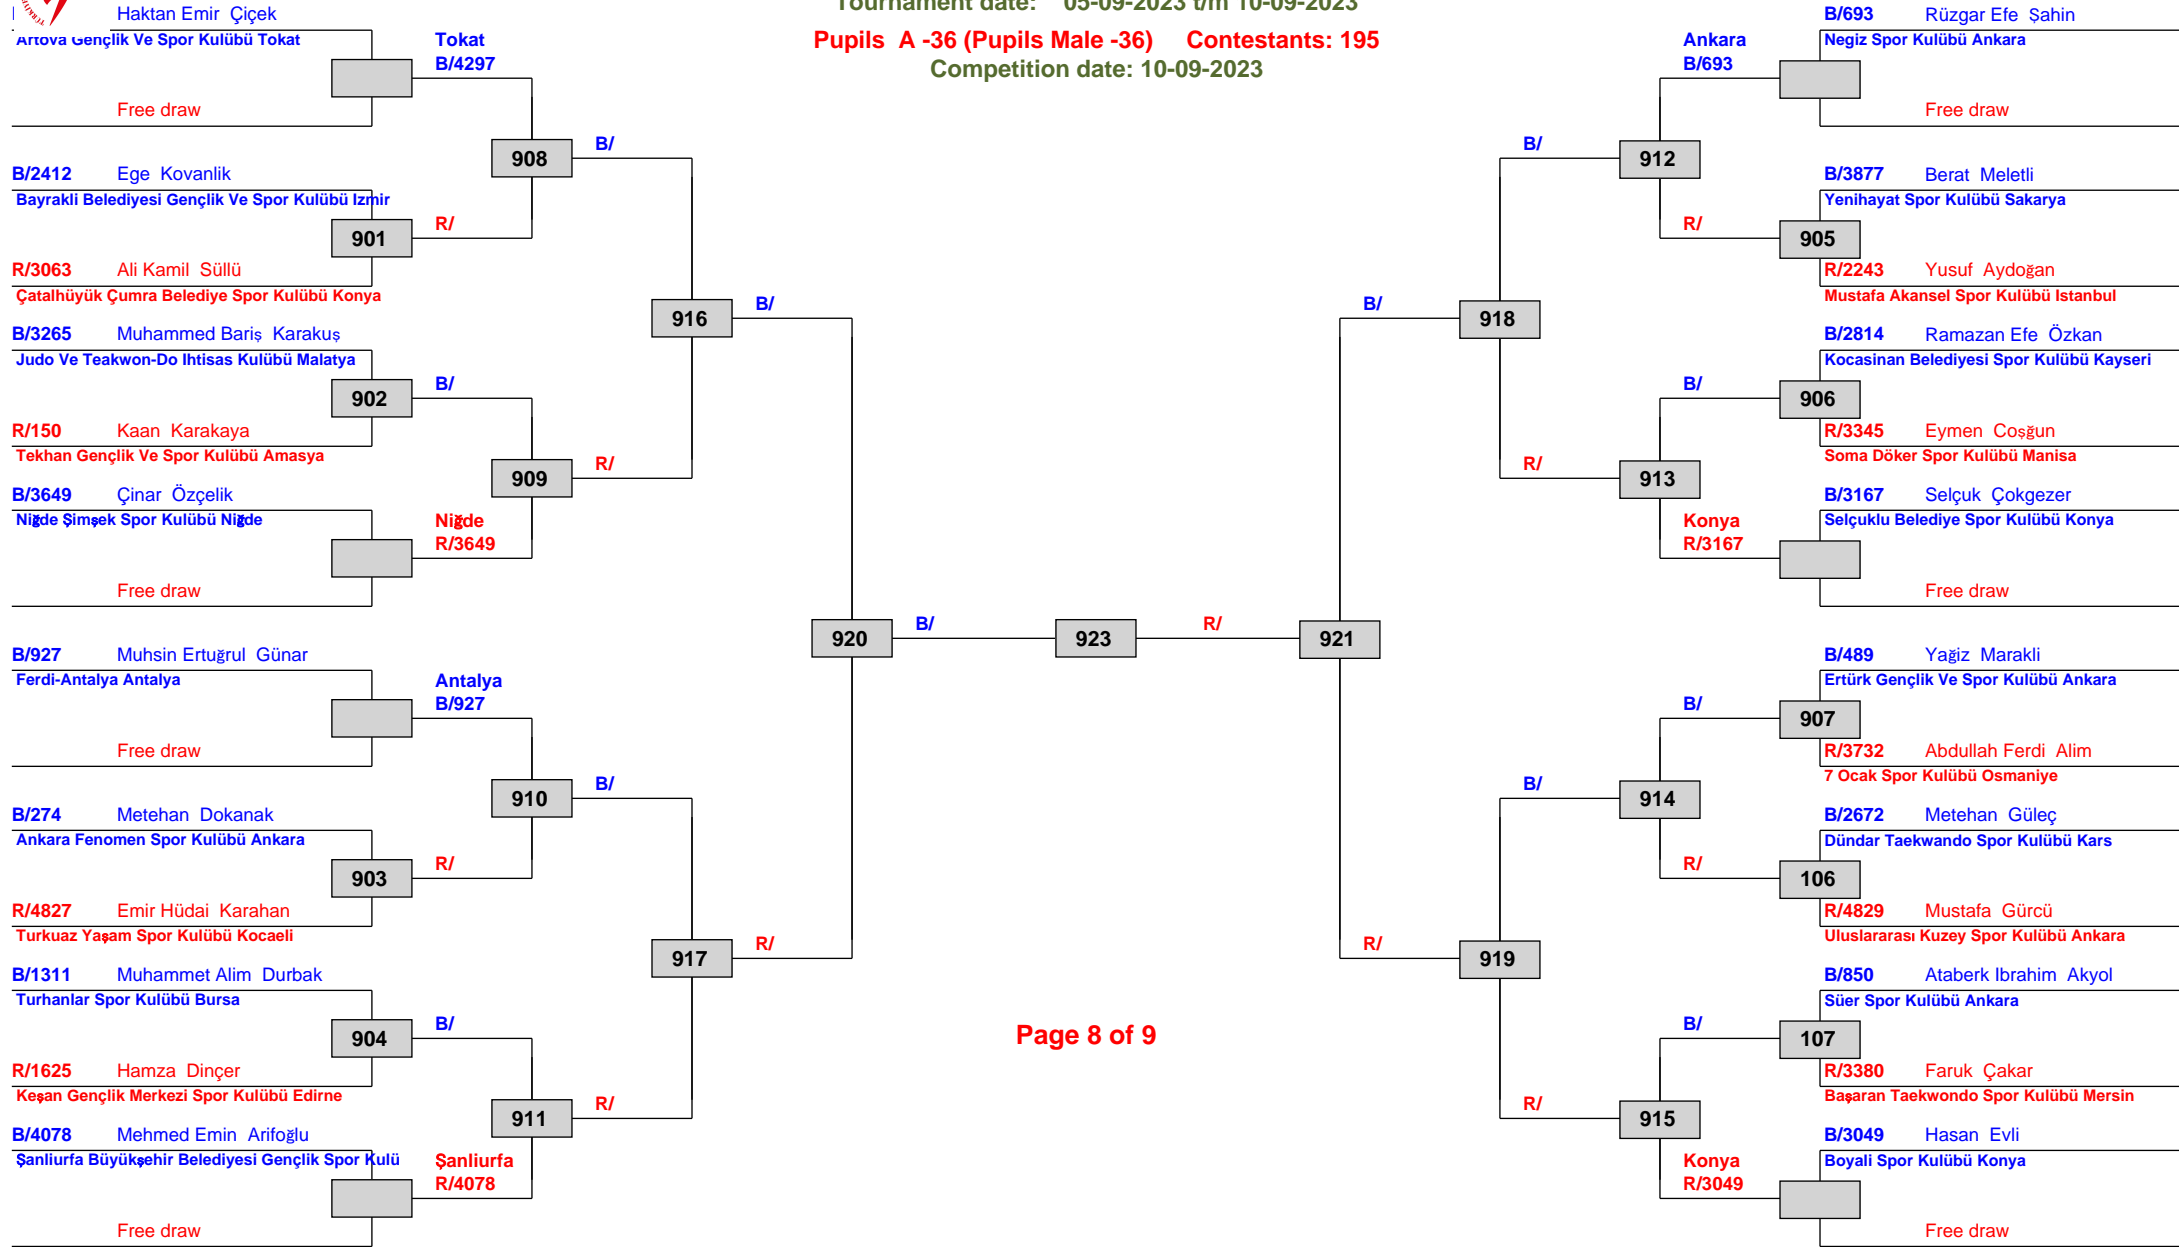 Tournament date: 05-09-2023 t/m 10-09-2023
Pupils A -36 (Pupils Male -36) Contestants: 195
Competition date: 10-09-2023
Haktan Emir Çiçek
Artova Gençlik Ve Spor Kulübü Tokat
Free draw
Tokat
B/4297
B/2412 Ege Kovanlik
Bayrakli Belediyesi Gençlik Ve Spor Kulübü Izmir
901
R/3063 Ali Kamil Süllü
Çatalhüyük Çumra Belediye Spor Kulübü Konya
R/
908
B/
B/3265 Muhammed Bariş Karakuş
Judo Ve Teakwon-Do Ihtisas Kulübü Malatya
902
R/150 Kaan Karakaya
Tekhan Gençlik Ve Spor Kulübü Amasya
B/
B/3649 Çinar Özçelik
Niğde Şimşek Spor Kulübü Niğde
Free draw
Niğde
R/3649
909
R/
916
B/
B/927 Muhsin Ertuğrul Günar
Ferdi-Antalya Antalya
Free draw
Antalya
B/927
B/274 Metehan Dokanak
Ankara Fenomen Spor Kulübü Ankara
903
R/4827 Emir Hüdai Karahan
Turkuaz Yaşam Spor Kulübü Kocaeli
R/
910
B/
B/1311 Muhammet Alim Durbak
Turhanlar Spor Kulübü Bursa
904
R/1625 Hamza Dinçer
Keşan Gençlik Merkezi Spor Kulübü Edirne
B/
B/4078 Mehmed Emin Arifoğlu
Şanliurfa Büyükşehir Belediyesi Gençlik Spor Kulü
Free draw
Şanliurfa
R/4078
911
R/
917
R/
920
B/
923
R/
921
B/
918
B/
912
Ankara
B/693
B/693 Rüzgar Efe Şahin
Negiz Spor Kulübü Ankara
Free draw
R/
B/3877 Berat Meletli
Yenihayat Spor Kulübü Sakarya
905
R/2243 Yusuf Aydoğan
Mustafa Akansel Spor Kulübü Istanbul
R/
913
B/
B/2814 Ramazan Efe Özkan
Kocasinan Belediyesi Spor Kulübü Kayseri
906
R/3345 Eymen Coşğun
Soma Döker Spor Kulübü Manisa
Konya
R/3167
B/3167 Selçuk Çokgezer
Selçuklu Belediye Spor Kulübü Konya
Free draw
R/
919
B/
914
B/
B/489 Yağiz Marakli
Ertürk Gençlik Ve Spor Kulübü Ankara
907
R/3732 Abdullah Ferdi Alim
7 Ocak Spor Kulübü Osmaniye
R/
B/2672 Metehan Güleç
Dündar Taekwando Spor Kulübü Kars
106
R/4829 Mustafa Gürcü
Uluslararası Kuzey Spor Kulübü Ankara
R/
915
B/
B/850 Ataberk Ibrahim Akyol
Süer Spor Kulübü Ankara
107
R/3380 Faruk Çakar
Başaran Taekwondo Spor Kulübü Mersin
Konya
R/3049
B/3049 Hasan Evli
Boyali Spor Kulübü Konya
Free draw
Page 8 of 9